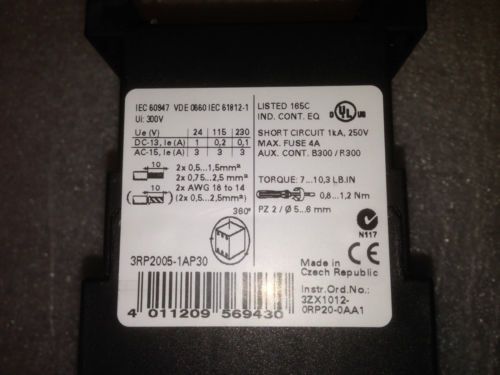 IEC 60947 VDE 0660 IEC 61812-1
Ui: 300V
Ue (V) 24 115 230
DC-13, Ie (A) 1 0,2 0,1
AC-15, Ie (A) 3 3 3
10 2x 0,5...1,5mm²
2x 0,75...2,5 mm²
10 2x AWG 18 to 14
(2x 0,5...2,5mm²)
360°
3RP2005-1AP30
4 011209 569430
LISTED 165C
IND. CONT. EQ
UL
SHORT CIRCUIT 1kA, 250V
MAX. FUSE 4A
AUX. CONT. B300 / R300
TORQUE: 7...10,3 LB.IN
0,8...1,2 Nm
PZ 2 / Ø 5...6 mm
N117
CE
Made in
Czech Republic
Instr.Ord.No.:
3ZX1012-
0RP20-0AA1